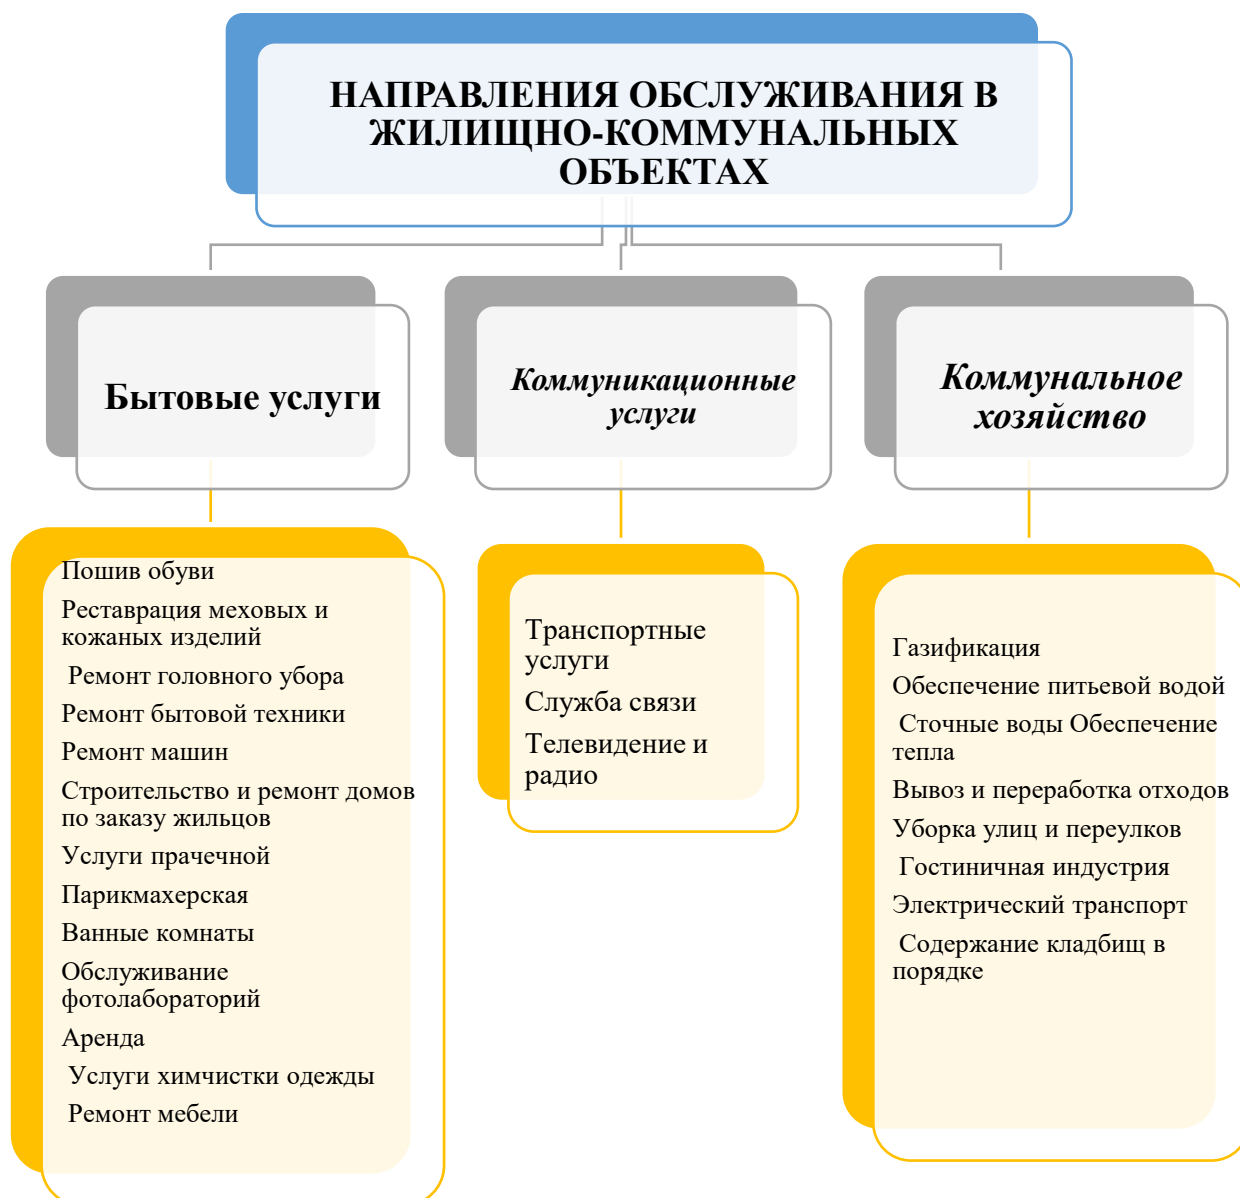 НАПРАВЛЕНИЯ ОБСЛУЖИВАНИЯ В
ЖИЛИЩНО-КОММУНАЛЬНЫХ
ОБЪЕКТАХ
Бытовые услуги
Коммуникационные
услуги
Коммунальное
хозяйство
Пошив обуви
Реставрация меховых и
кожаных изделий
Ремонт головного убора
Ремонт бытовой техники
Ремонт машин
Строительство и ремонт домов
по заказу жильцов
Услуги прачечной
Парикмахерская
Ванные комнаты
Обслуживание
фотолабораторий
Аренда
Услуги химчистки одежды
Ремонт мебели
Транспортные
услуги
Служба связи
Телевидение и
радио
Газификация
Обеспечение питьевой водой
Сточные воды Обеспечение
тепла
Вывоз и переработка отходов
Уборка улиц и переулков
Гостиничная индустрия
Электрический транспорт
Содержание кладбищ в
порядке